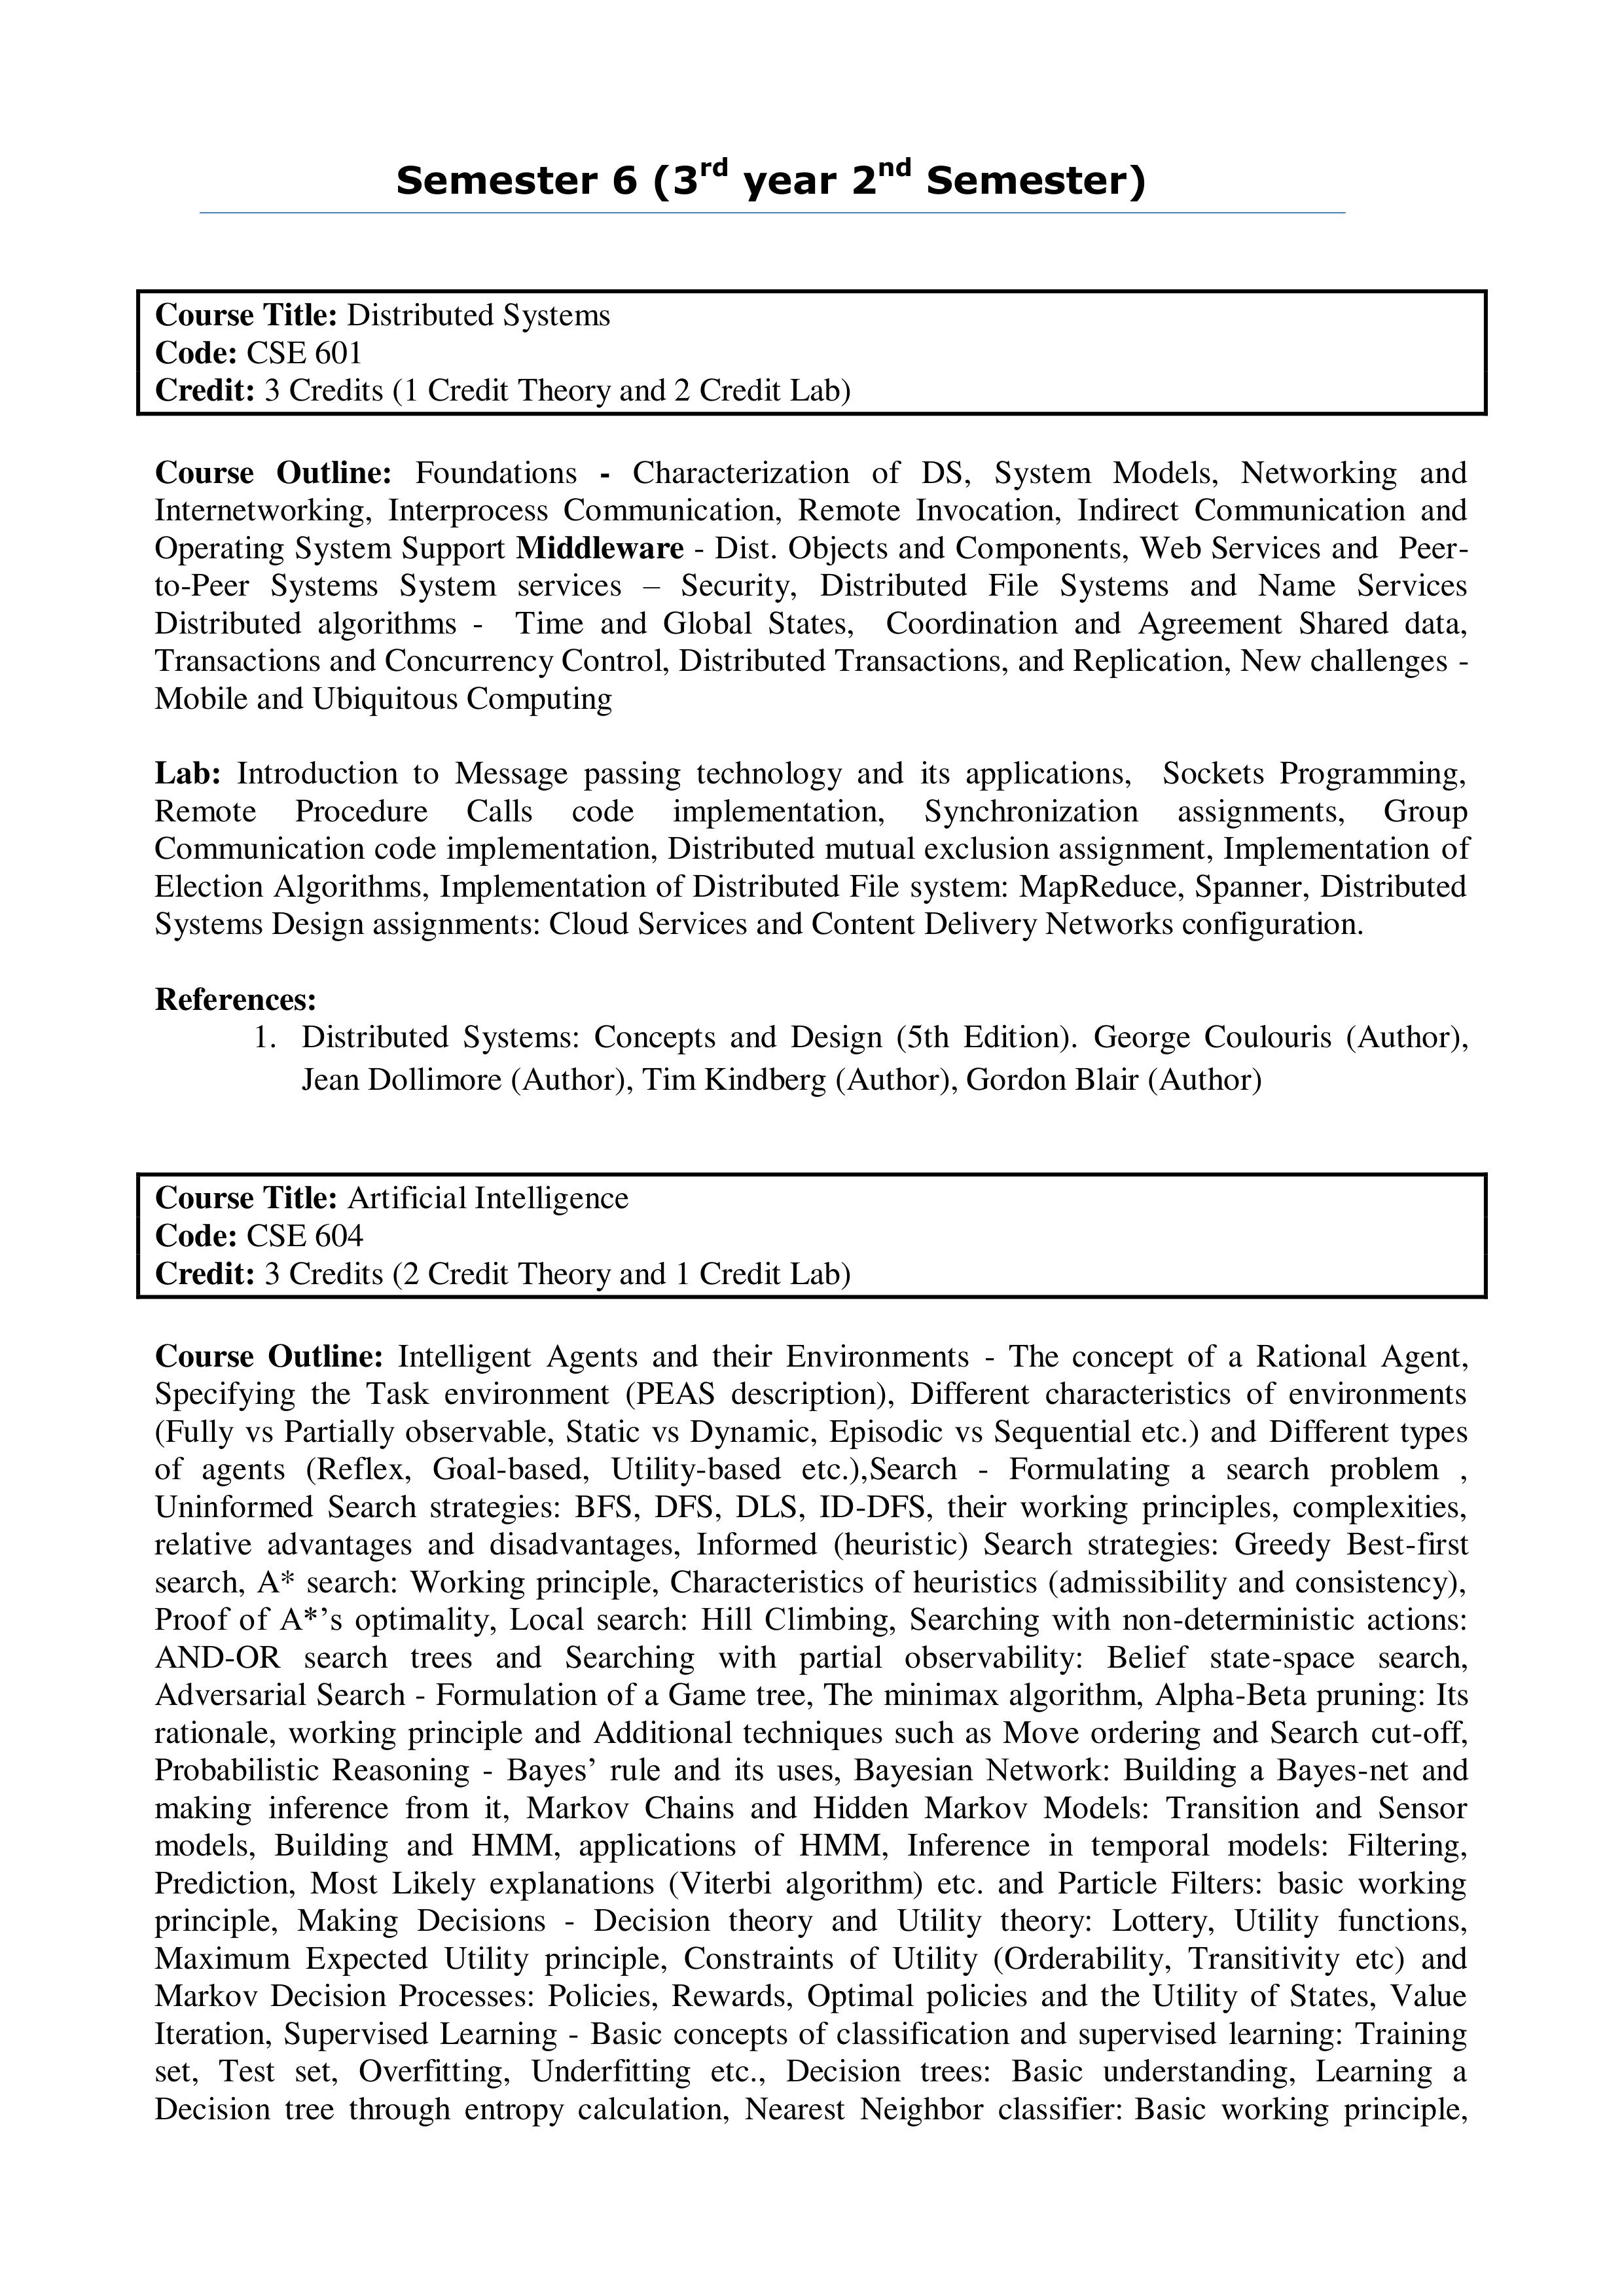 Semester 6 (3rd year 2nd Semester)
Course Title: Distributed Systems
Code: CSE 601
Credit: 3 Credits (1 Credit Theory and 2 Credit Lab)
Course Outline: Foundations - Characterization of DS, System Models, Networking and
Internetworking, Interprocess Communication, Remote Invocation, Indirect Communication and
Operating System Support Middleware - Dist. Objects and Components, Web Services and Peer-
to-Peer Systems System services – Security, Distributed File Systems and Name Services
Distributed algorithms - Time and Global States, Coordination and Agreement Shared data,
Transactions and Concurrency Control, Distributed Transactions, and Replication, New challenges -
Mobile and Ubiquitous Computing
Lab: Introduction to Message passing technology and its applications, Sockets Programming,
Remote Procedure Calls code implementation, Synchronization assignments, Group
Communication code implementation, Distributed mutual exclusion assignment, Implementation of
Election Algorithms, Implementation of Distributed File system: MapReduce, Spanner, Distributed
Systems Design assignments: Cloud Services and Content Delivery Networks configuration.
References:
1. Distributed Systems: Concepts and Design (5th Edition). George Coulouris (Author),
Jean Dollimore (Author), Tim Kindberg (Author), Gordon Blair (Author)
Course Title: Artificial Intelligence
Code: CSE 604
Credit: 3 Credits (2 Credit Theory and 1 Credit Lab)
Course Outline: Intelligent Agents and their Environments - The concept of a Rational Agent,
Specifying the Task environment (PEAS description), Different characteristics of environments
(Fully vs Partially observable, Static vs Dynamic, Episodic vs Sequential etc.) and Different types
of agents (Reflex, Goal-based, Utility-based etc.),Search - Formulating a search problem ,
Uninformed Search strategies: BFS, DFS, DLS, ID-DFS, their working principles, complexities,
relative advantages and disadvantages, Informed (heuristic) Search strategies: Greedy Best-first
search, A* search: Working principle, Characteristics of heuristics (admissibility and consistency),
Proof of A*’s optimality, Local search: Hill Climbing, Searching with non-deterministic actions:
AND-OR search trees and Searching with partial observability: Belief state-space search,
Adversarial Search - Formulation of a Game tree, The minimax algorithm, Alpha-Beta pruning: Its
rationale, working principle and Additional techniques such as Move ordering and Search cut-off,
Probabilistic Reasoning - Bayes’ rule and its uses, Bayesian Network: Building a Bayes-net and
making inference from it, Markov Chains and Hidden Markov Models: Transition and Sensor
models, Building and HMM, applications of HMM, Inference in temporal models: Filtering,
Prediction, Most Likely explanations (Viterbi algorithm) etc. and Particle Filters: basic working
principle, Making Decisions - Decision theory and Utility theory: Lottery, Utility functions,
Maximum Expected Utility principle, Constraints of Utility (Orderability, Transitivity etc) and
Markov Decision Processes: Policies, Rewards, Optimal policies and the Utility of States, Value
Iteration, Supervised Learning - Basic concepts of classification and supervised learning: Training
set, Test set, Overfitting, Underfitting etc., Decision trees: Basic understanding, Learning a
Decision tree through entropy calculation, Nearest Neighbor classifier: Basic working principle,